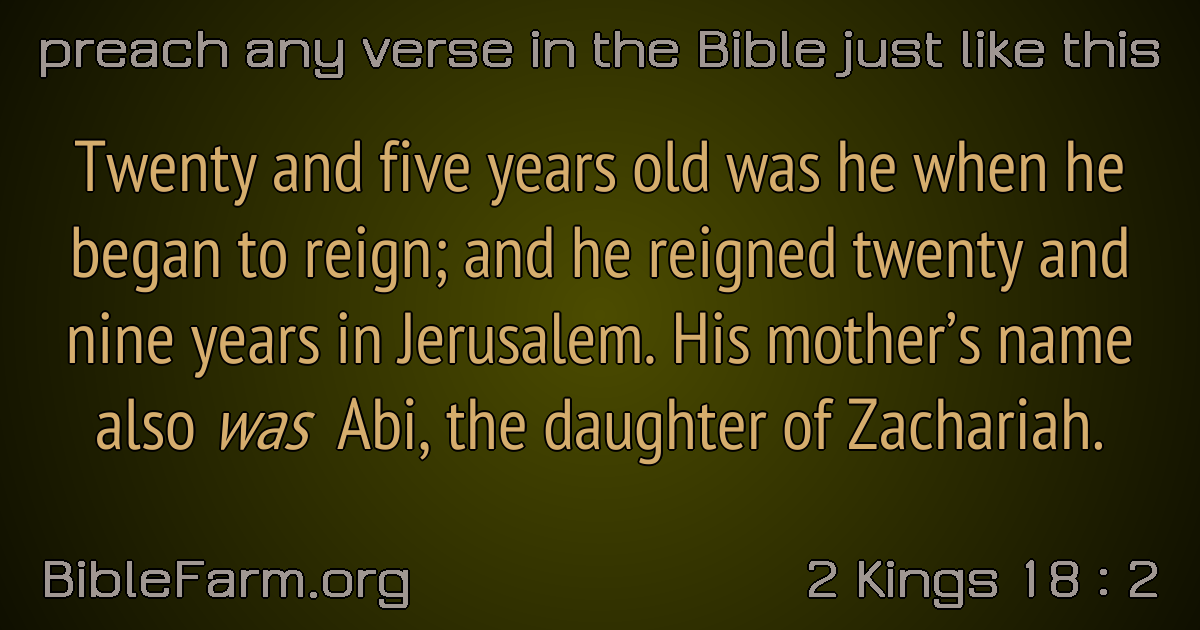 preach any verse in the Bible just like this
Twenty and five years old was he when he
began to reign; and he reigned twenty and
nine years in Jerusalem. His mother’s name
also was Abi, the daughter of Zachariah.
BibleFarm.org
2 Kings 18 : 2